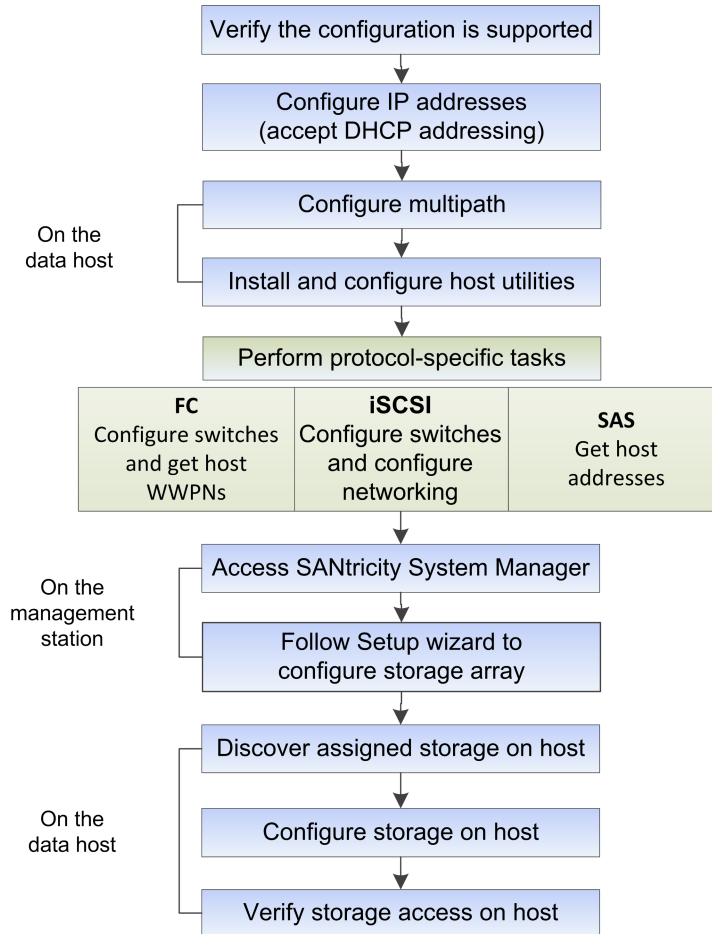 Verify the configuration is supported
Configure IP addresses
(accept DHCP addressing)
Configure multipath
On the
data host
Install and configure host utilities
Perform protocol-specific tasks
FC
Configure switches
and get host
WWPNs
iSCSI
Configure switches
and configure
networking
SAS
Get host
addresses
Access SANtricity System Manager
On the
management
station
Follow Setup wizard to
configure storage array
Discover assigned storage on host
On the
data host
Configure storage on host
Verify storage access on host